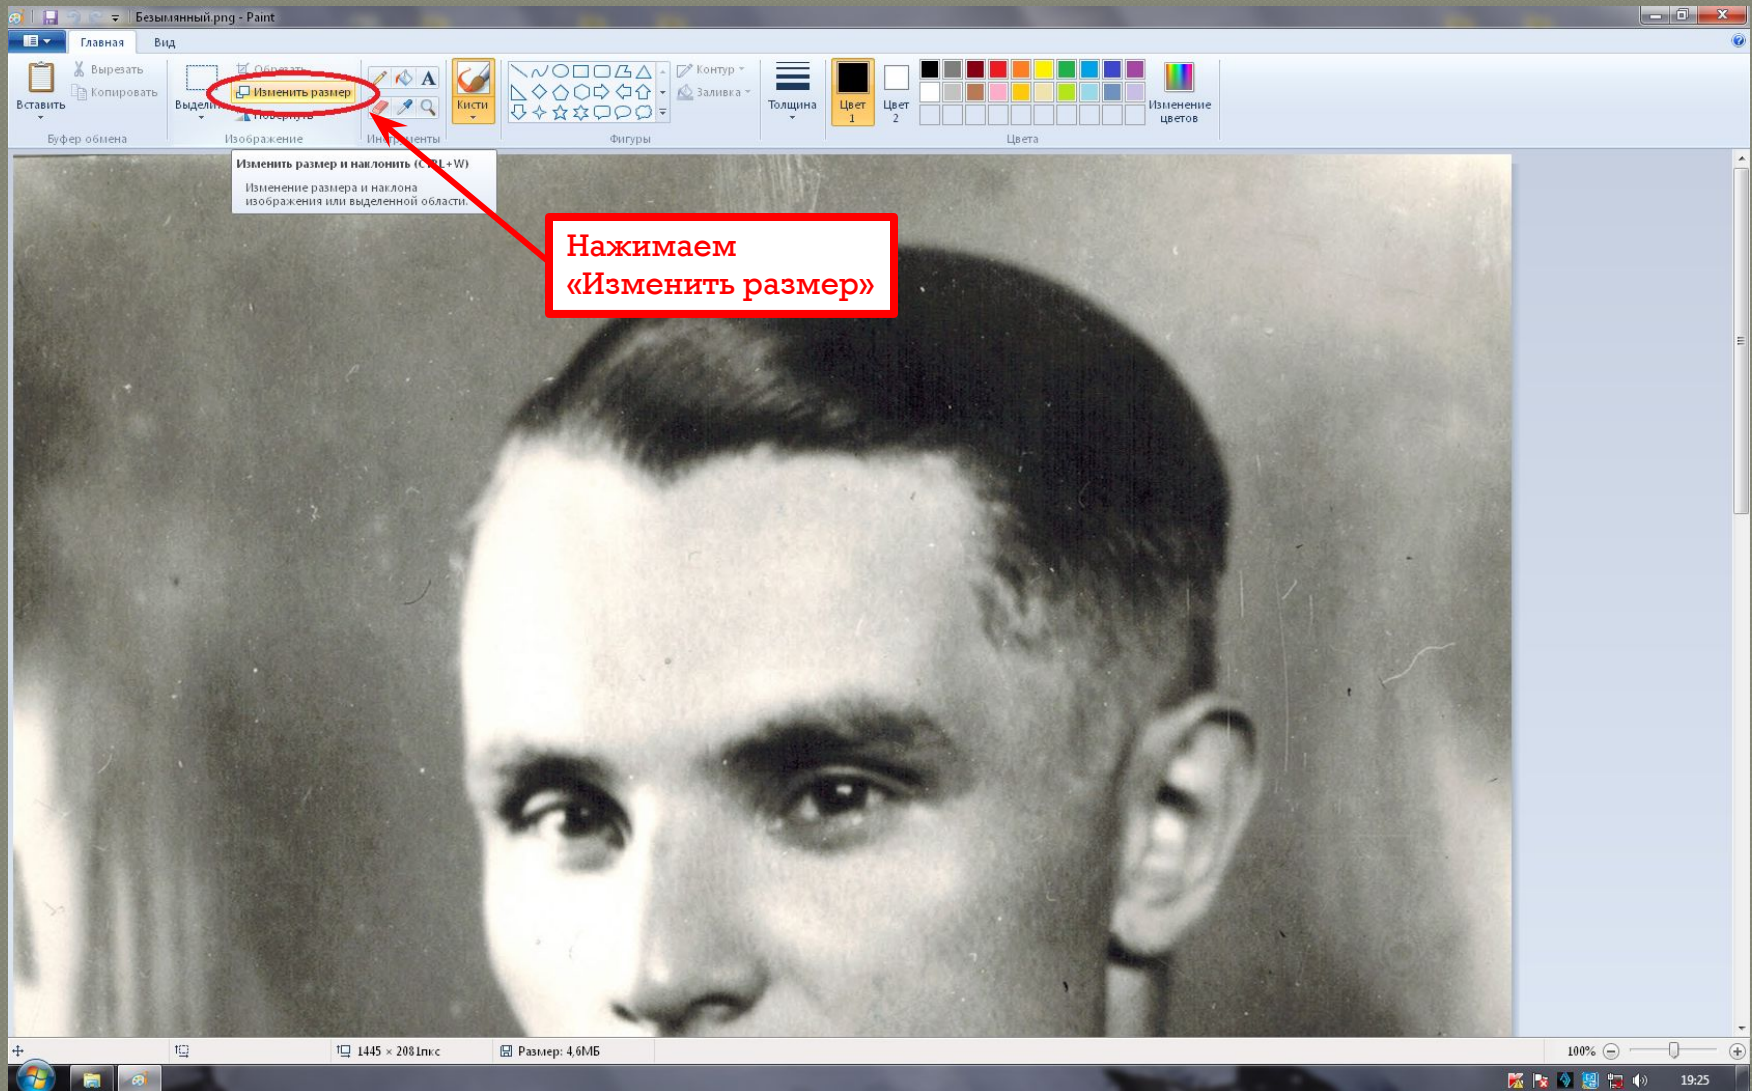 Безымянный.png - Paint
Главная Вид
Вырезать
Копировать
Вставить
Буфер обмена
Обрезать
Изменить размер
Повернуть
Выделить
Изображение
A
Инструменты
Кисти
Контур
Заливка
Фигуры
Толщина
Цвет
1
Цвет
2
Изменение
цветов
Цвета
Изменить размер и наклонить (CTRL+W)
Изменение размера и наклона
изображения или выделенной области.
Нажимаем
«Изменить размер»
1445 × 2081пкс
Размер: 4,6МБ
100%
19:25